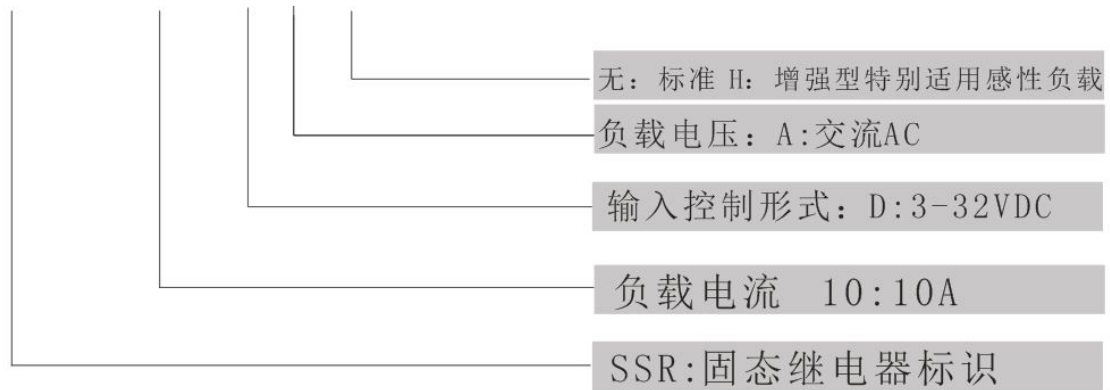 无：标准 H：增强型特别适用感性负载
负载电压：A:交流AC
输入控制形式：D:3-32VDC
负载电流 10:10A
SSR:固态继电器标识